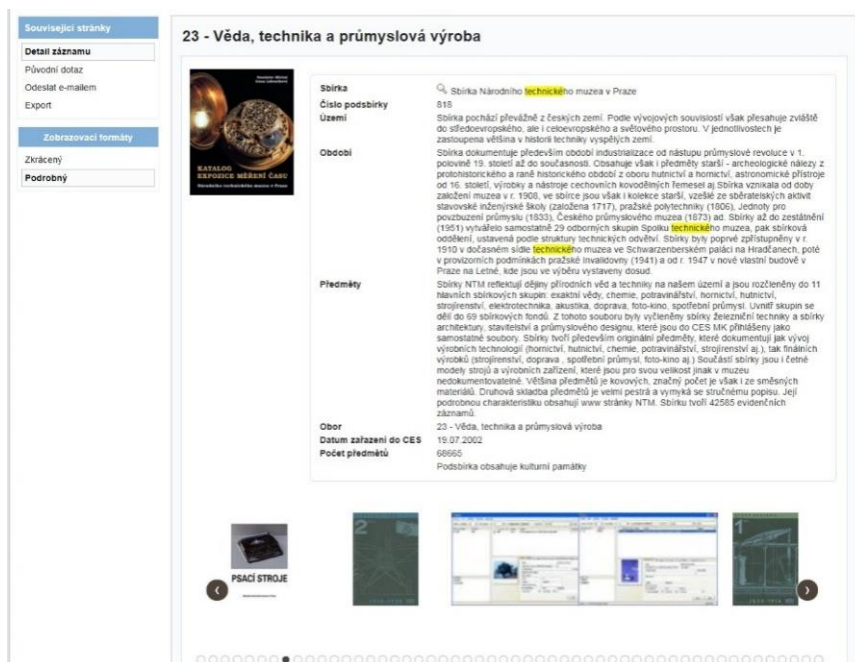 Související stránky
Detail záznamu
Původní dotaz
Odeslat e-mailem
Export
Zobrazovací formáty
Zkrácený
Podrobný
23 - Věda, technika a průmyslová výroba
KATALOG
EXPOZICE MĚŘENÍ ČASU
Národního technického muzea v Praze
Sbírka Sbírka Národního technického muzea v Praze
Číslo podsbírky 818
Území Sbírka pochází převážně z českých zemí. Podle vývojových souvislostí však přesahuje zvláště
do středoevropského, ale i celoevropského a světového prostoru. V jednotlivostech je
zastoupena většina v historii techniky vyspělých zemí.
Období Sbírka dokumentuje především období industrializace od nástupu průmyslové revoluce v 1.
polovině 19. století až do současnosti. Obsahuje však i předměty starší - archeologické nálezy z
protohistorického a raně historického období z oboru hutnictví a hornictví, astronomické přístroje
od 16. století, výrobky a nástroje cechovních kovodělných řemesel aj.Sbírka vznikala od doby
založení muzea v r. 1908, ve sbírce jsou však i kolekce starší, vzešlé ze sběratelských aktivit
stavovské inženýrské školy (založena 1717), pražské polytechniky (1806), Jednoty pro
povzbuzení průmyslu (1833), Českého průmyslového muzea (1873) ad. Sbírky až do zestátnění
(1951) vytvářelo samostatně 29 odborných skupin Spolku technického muzea, pak sbírková
oddělení, ustavená podle struktury technických odvětví. Sbírky byly poprvé zpřístupněny v r.
1910 v dočasném sídle technického muzea ve Schwarzenberském paláci na Hradčanech, poté
v provizorních podmínkách pražské Invalidovny (1941) a od r. 1947 v nové vlastní budově v
Praze na Letné, kde jsou ve výběru vystaveny dosud.
Předměty Sbírky NTM reflektují dějiny přírodních věd a techniky na našem území a jsou rozčleněny do 11
hlavních sbírkových skupin: exaktní vědy, chemie, potravinářství, hornictví, hutnictví,
strojírenství, elektrotechnika, akustika, doprava, foto-kino, spotřební průmysl. Uvnitř skupin se
dělí do 69 sbírkových fondů. Z tohoto souboru byly vyčleněny sbírky železniční techniky a sbírky
architektury, stavitelství a průmyslového designu, které jsou do CES MK přihlášeny jako
samostatné soubory. Sbírky tvoří především originální předměty, které dokumentují jak vývoj
výrobních technologií (hornictví, hutnictví, chemie, potravinářství, strojírenství aj.), tak finálních
výrobků (strojírenství, doprava , spotřební průmysl, foto-kino aj.) Součástí sbírky jsou i četné
modely strojů a výrobních zařízení, které jsou pro svou velikost jinak v muzeu
nedokumentovatelné. Většina předmětů je kovových, značný počet je však i ze směsných
materiálů. Druhová skladba předmětů je velmi pestrá a vymyká se stručnému popisu. Její
podrobnou charakteristiku obsahují www stránky NTM. Sbírku tvoří 42585 evidenčních
záznamů.
Obor 23 - Věda, technika a průmyslová výroba
Datum zařazení do CES 19.07.2002
Počet předmětů 68665
Podsbírka obsahuje kulturní památky
PSACÍ STROJE
2
1